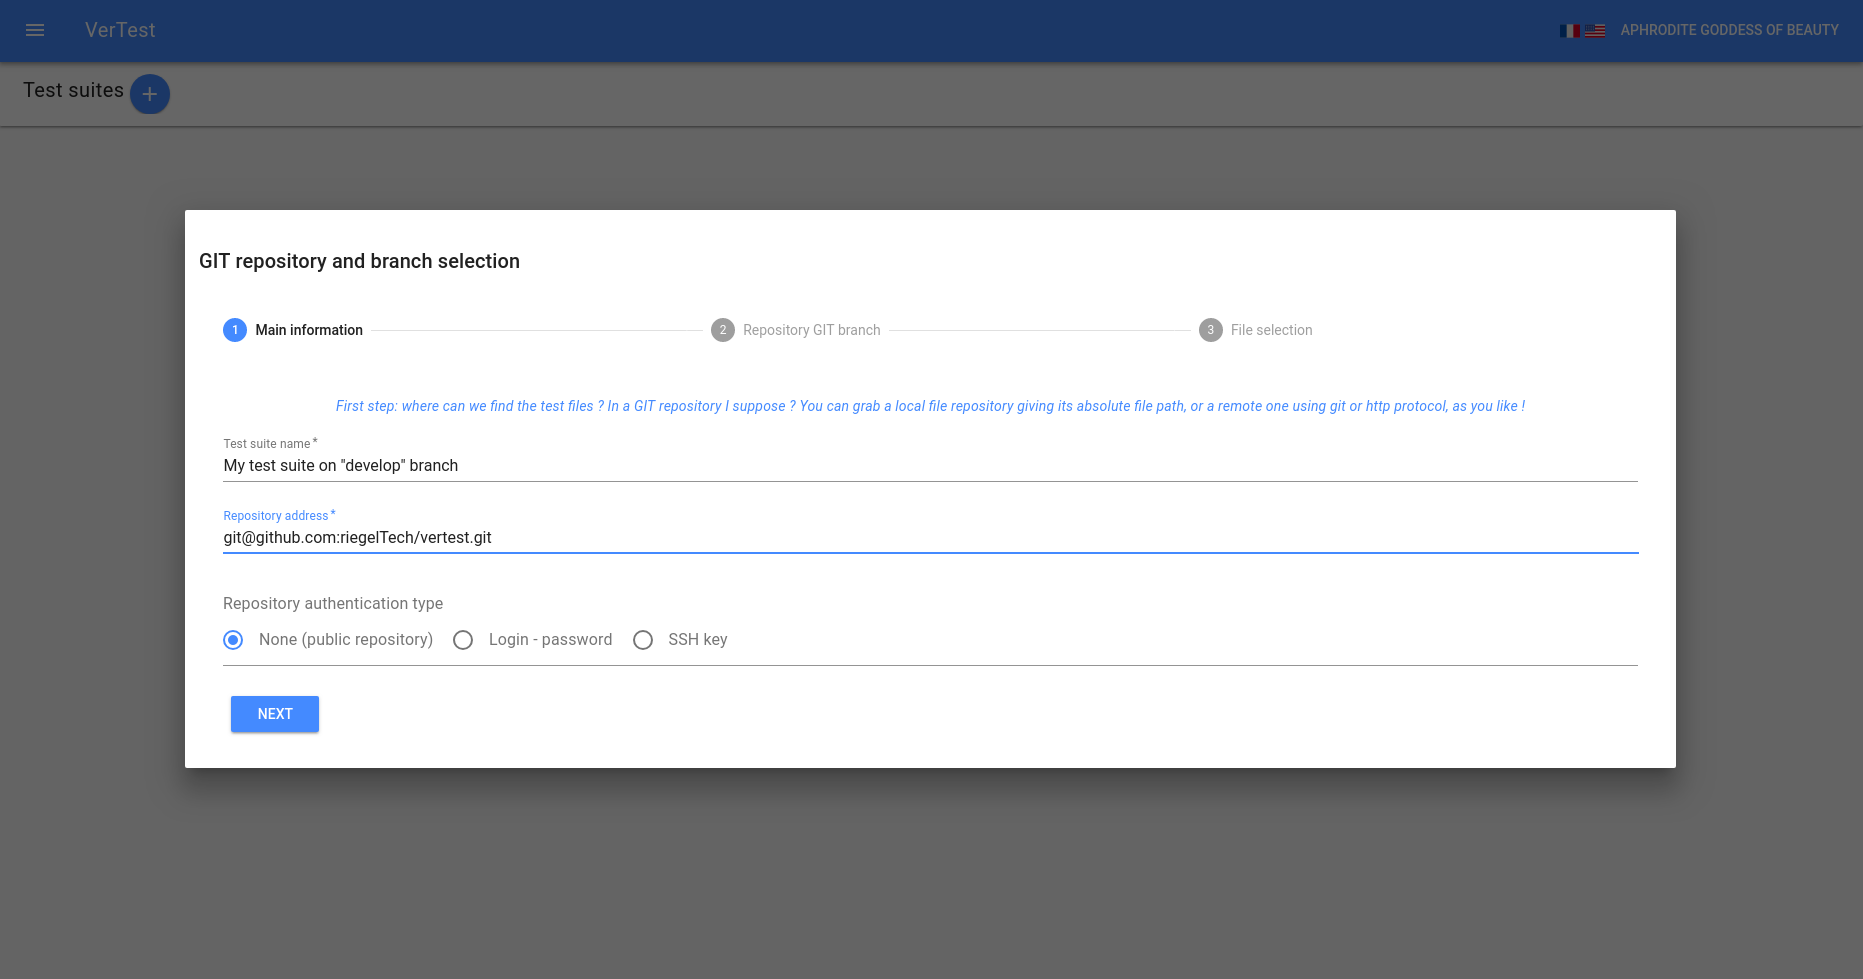 VerTest
APHRODITE GODDESS OF BEAUTY
Test suites
GIT repository and branch selection
1 Main information 2 Repository GIT branch 3 File selection
First step: where can we find the test files ? In a GIT repository I suppose ? You can grab a local file repository giving its absolute file path, or a remote one using git or http protocol, as you like !
Test suite name *
My test suite on "develop" branch
Repository address *
git@github.com:riegelTech/vertest.git
Repository authentication type
None (public repository) Login - password SSH key
NEXT